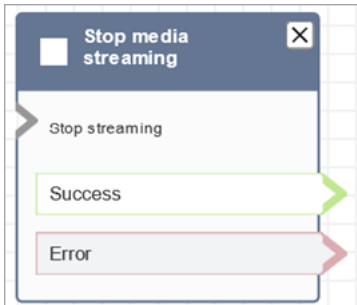 Stop media
streaming
Stop streaming
Success
Error